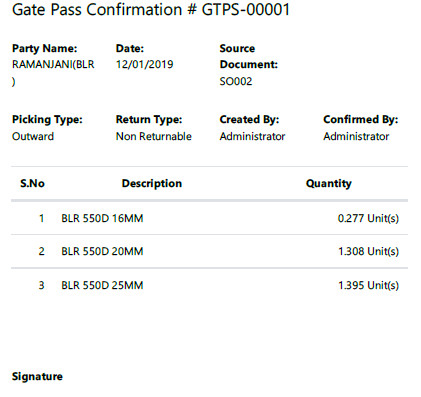 Gate Pass Confirmation # GTPS-00001
Party Name: Date: Source
RAMANJANI(BLR 12/01/2019 Document:
) SO002
Picking Type: Return Type: Created By: Confirmed By:
Outward Non Returnable Administrator Administrator
S.No Description Quantity
1 BLR 550D 16MM 0.277 Unit(s)
2 BLR 550D 20MM 1.308 Unit(s)
3 BLR 550D 25MM 1.395 Unit(s)
Signature